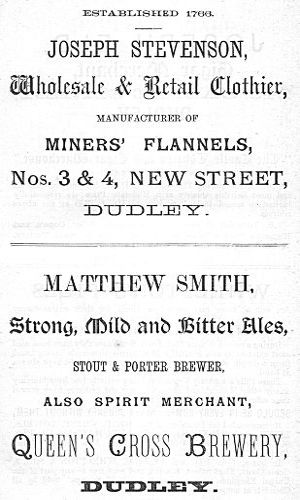 ESTABLISHED 1766.
JOSEPH STEVENSON,
Wholesale & Retail Clothier,
MANUFACTURER OF
MINERS' FLANNELS,
Nos. 3 & 4, NEW STREET,
DUDLEY.
MATTHEW SMITH,
Strong, Mild and Bitter Ales,
STOUT & PORTER BREWER,
ALSO SPIRIT MERCHANT,
QUEEN'S CROSS BREWERY,
DUDLEY.